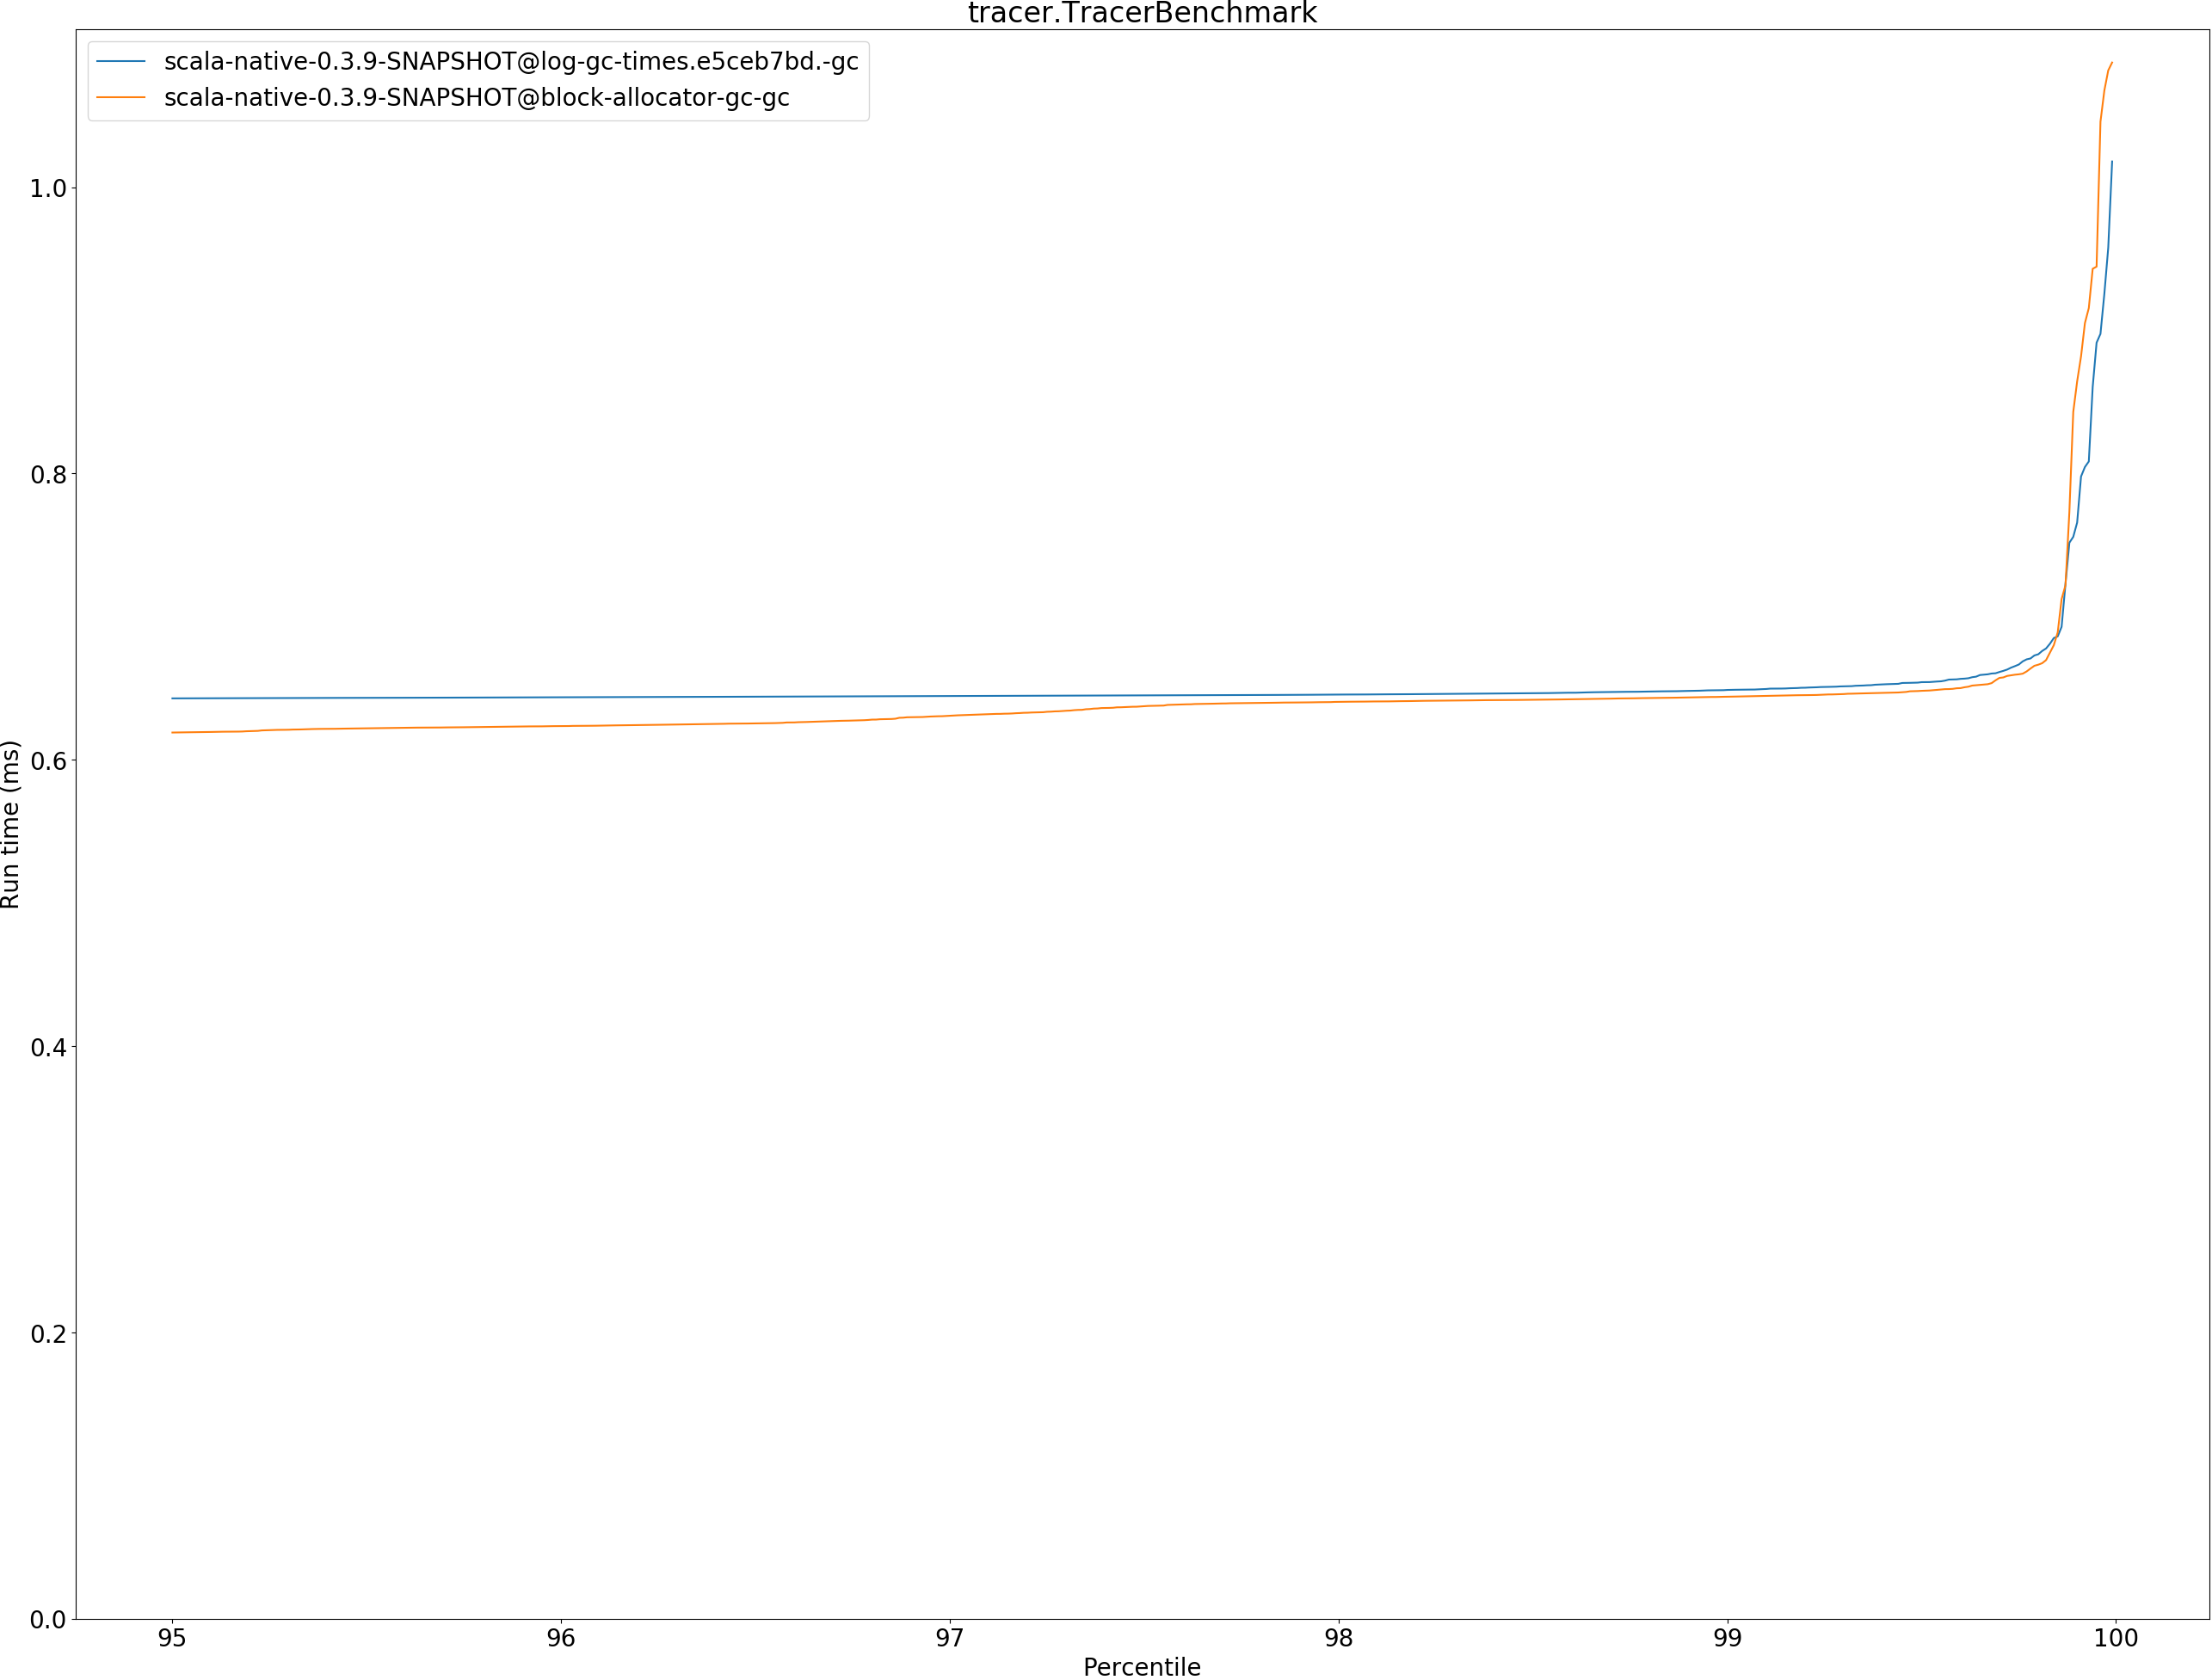 tracer.TracerBenchmark
scala-native-0.3.9-SNAPSHOT@log-gc-times.e5ceb7bd.-gc
scala-native-0.3.9-SNAPSHOT@block-allocator-gc-gc
Run time (ms)
1.0
0.8
0.6
0.4
0.2
0.0
95 96 97 98 99 100
Percentile